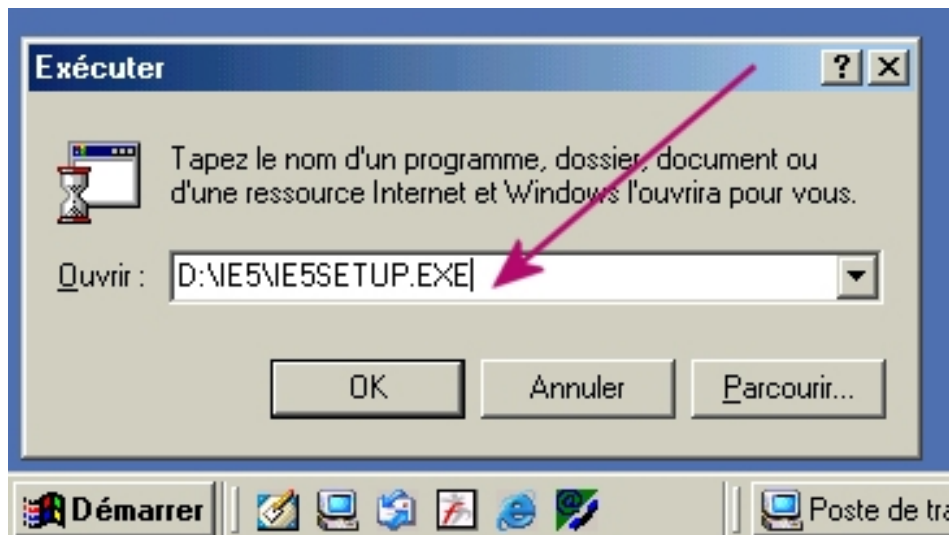 Exécuter
Tapez le nom d'un programme, dossier, document ou
d'une ressource Internet et Windows l'ouvrira pour vous.
Ouvrir :
D:\IE5\IE5SETUP.EXE
OK
Annuler
Parcourir...
Démarrer
Poste de tra